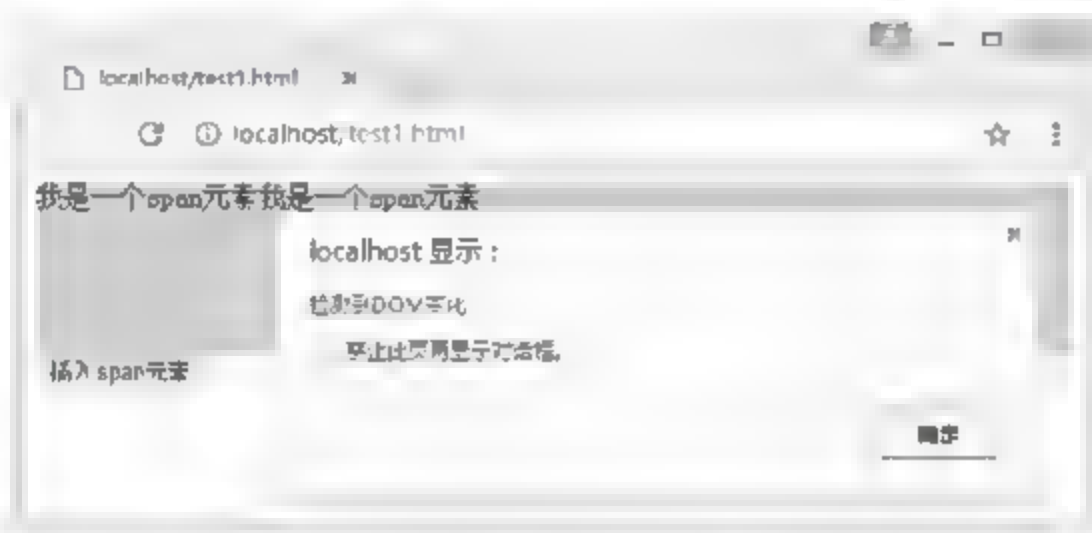 localhost/test1.html
localhost/test1.html
我是一个span元素我是一个span元素
localhost 显示：
检测到DOM变化
禁止此页再显示对话框。
插入 span元素
确定